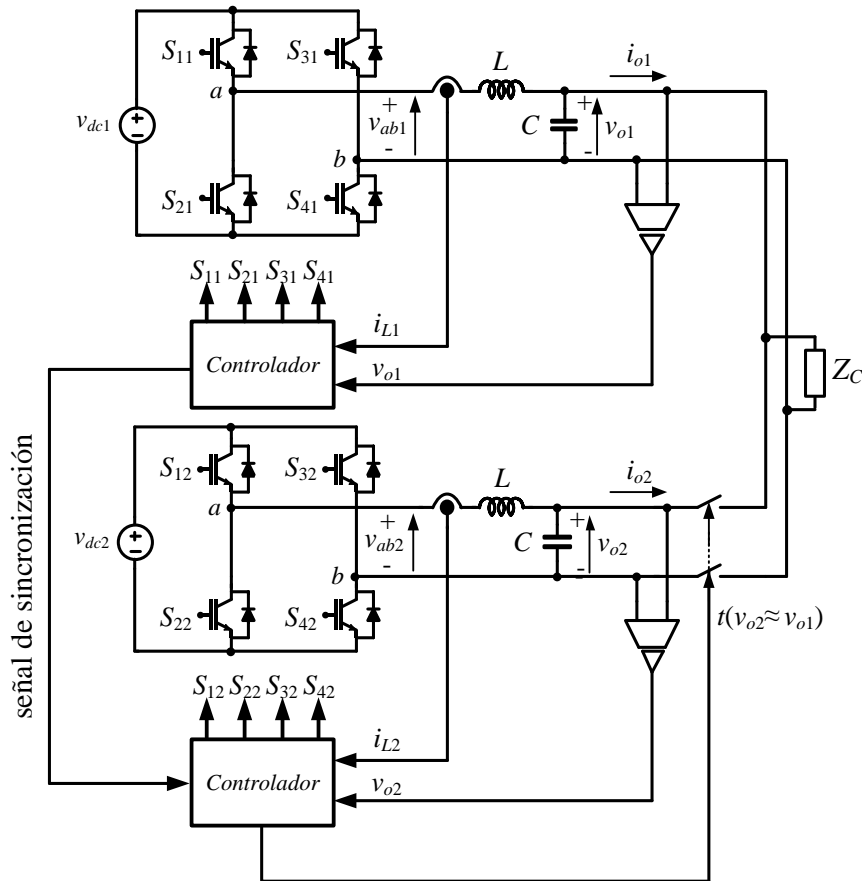 S11
S31
L
io1
a
vdc1
+
vab1
-
C
+
vo1
-
b
S21
S41
S11 S21 S31 S41
iL1
Controlador
vo1
ZC
señal de sincronización
S12
S32
L
io2
a
vdc2
+
vab2
-
C
+
vo2
-
b
S22
S42
t(vo2≈ vo1)
S12 S22 S32 S42
iL2
Controlador
vo2